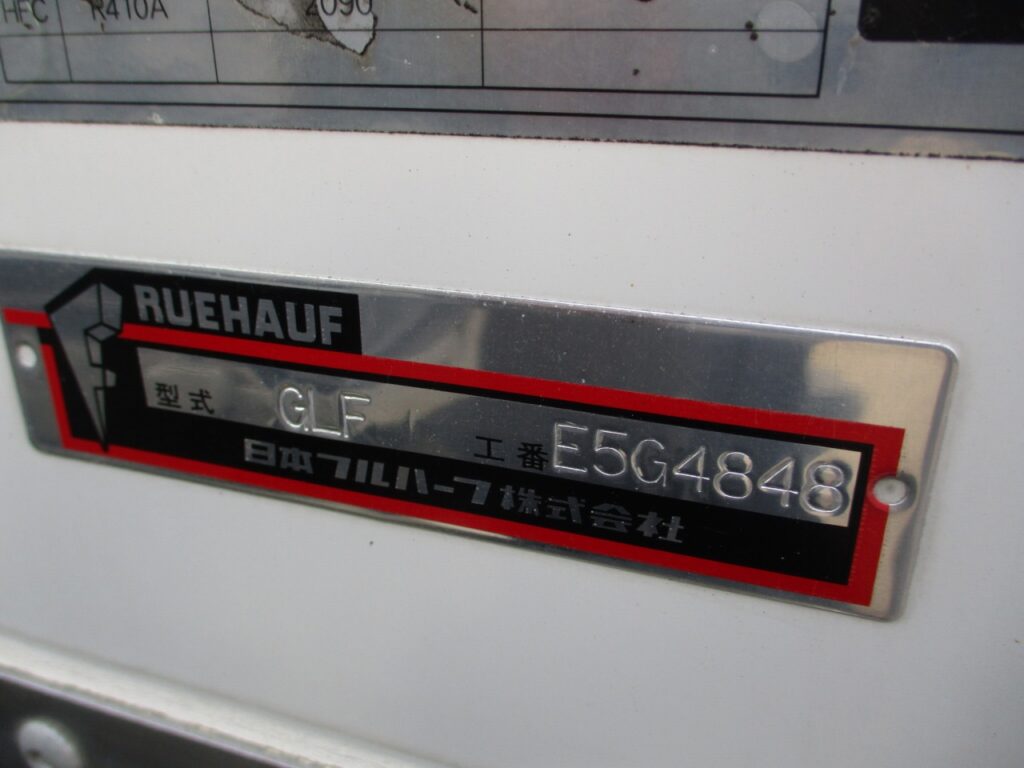 HFC R410A 2090
RUEHAUF
型式 GLF 工番 E5G4848
日本フルハーフ株式会社